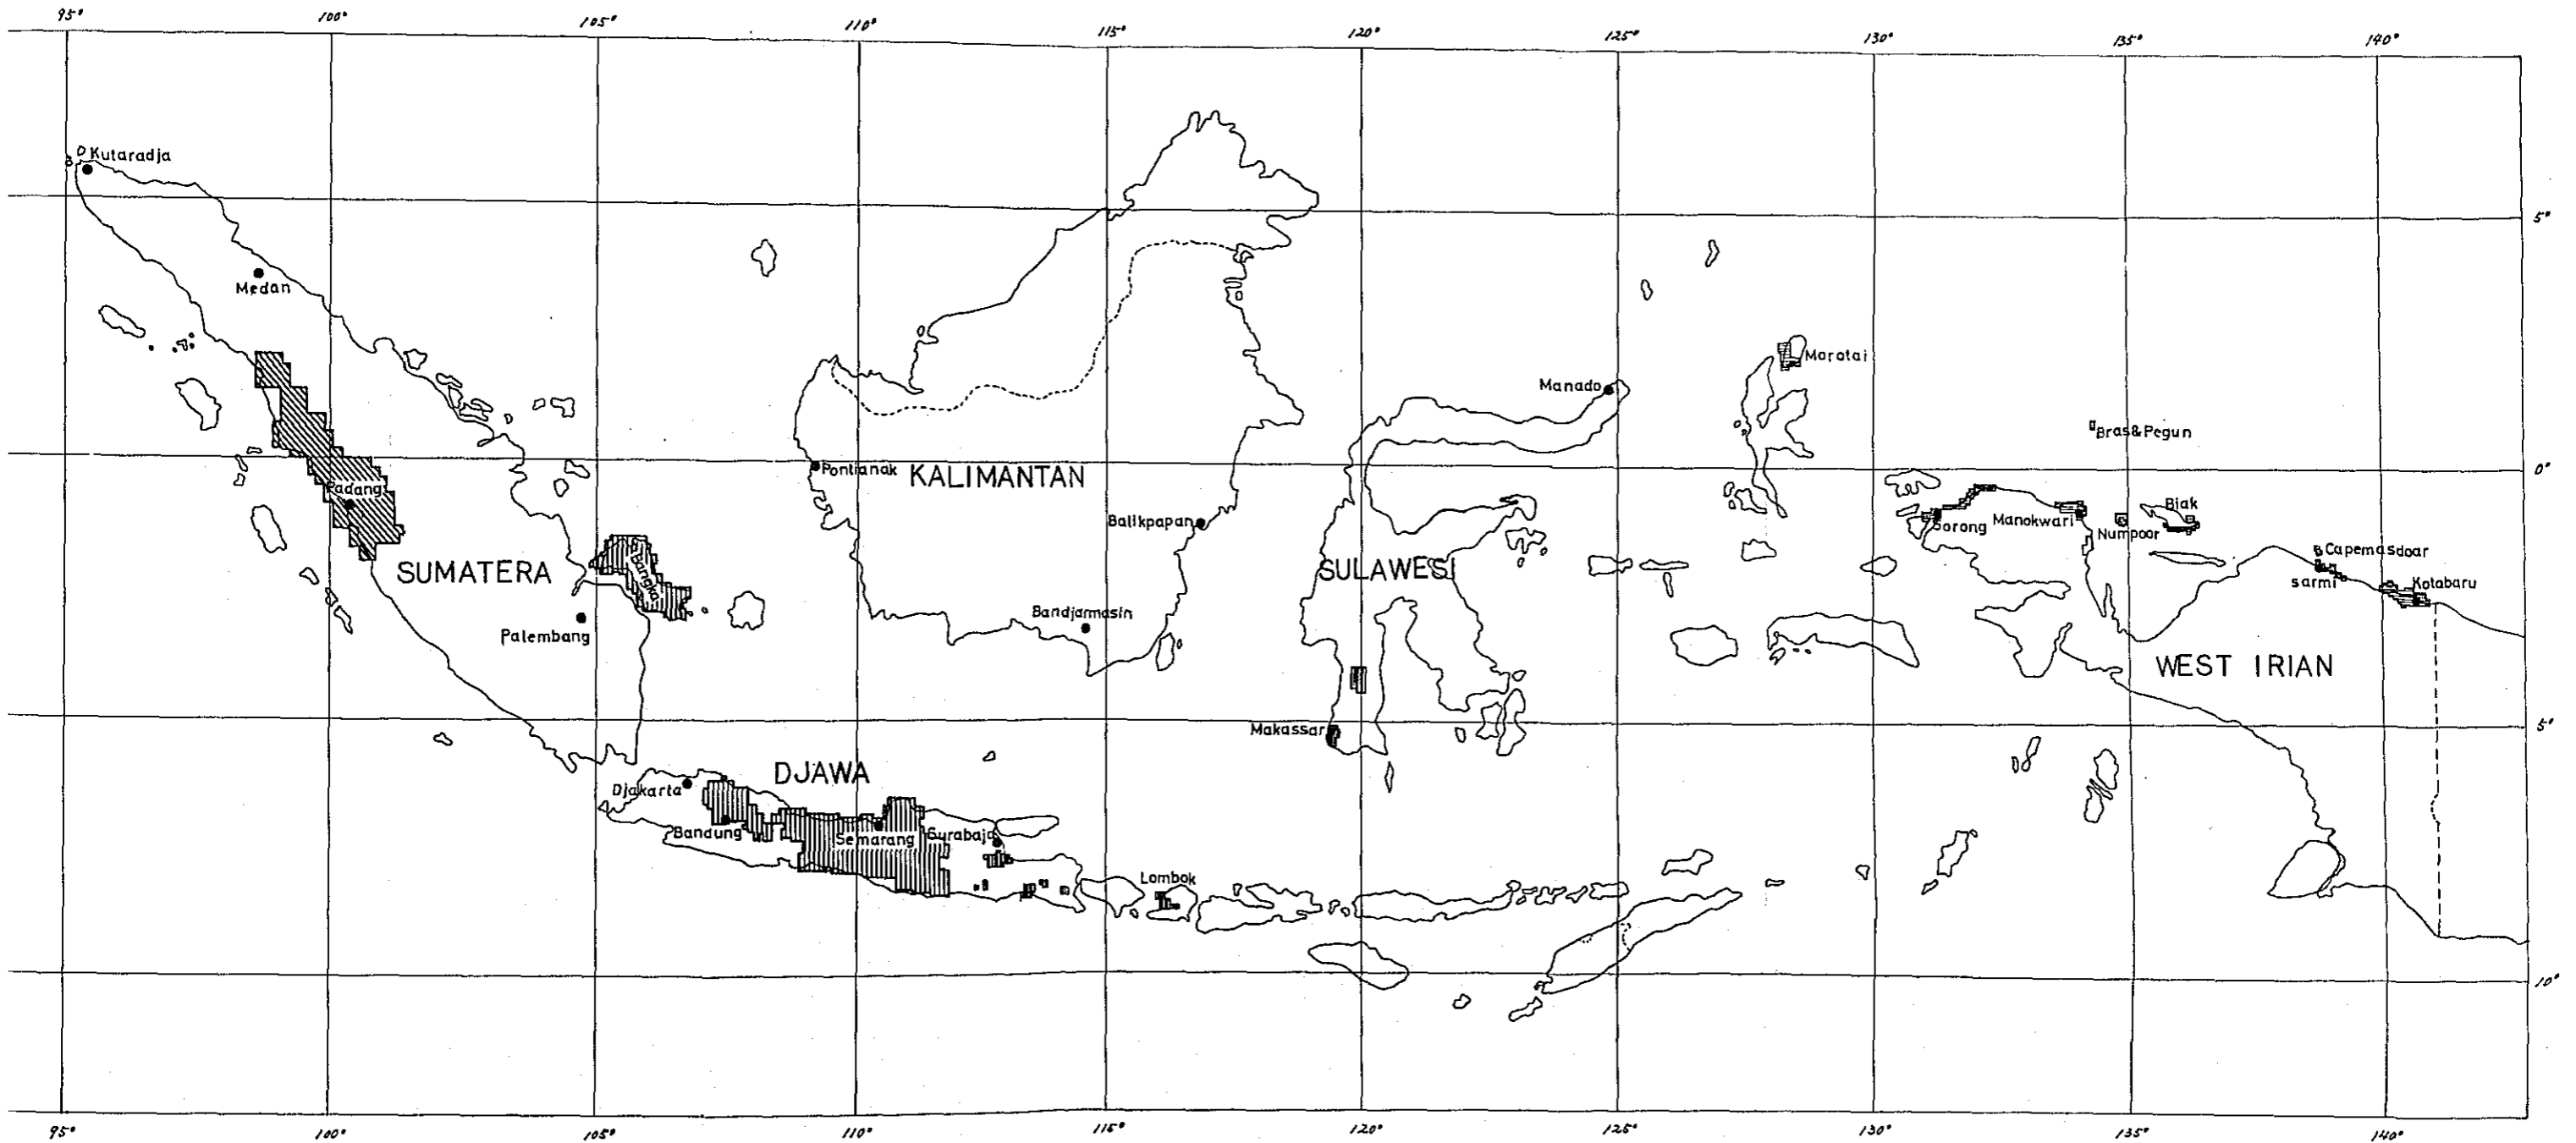 95° 100° 105° 110° 115° 120° 125° 130° 135° 140°
Kutaradja
5°
Medan
Marotai
Manado
Bras&Pegun
0°
Pontianak
KALIMANTAN
Padang
Balikpapan
Biak
Sorong
Manokwari
Numpoor
Capemasdoar
SUMATERA
Bangka
SULAWESI
sarmi
Kotabaru
Bandjarmasin
Palembang
WEST IRIAN
5°
Makassar
DJAWA
Djakarta
Bandung
Semarang
Surabaja
Lombok
10°
95° 100° 105° 110° 115° 120° 125° 130° 135° 140°